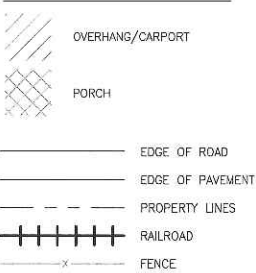 OVERHANG/CARPORT
PORCH
EDGE OF ROAD
EDGE OF PAVEMENT
PROPERTY LINES
RAILROAD
FENCE